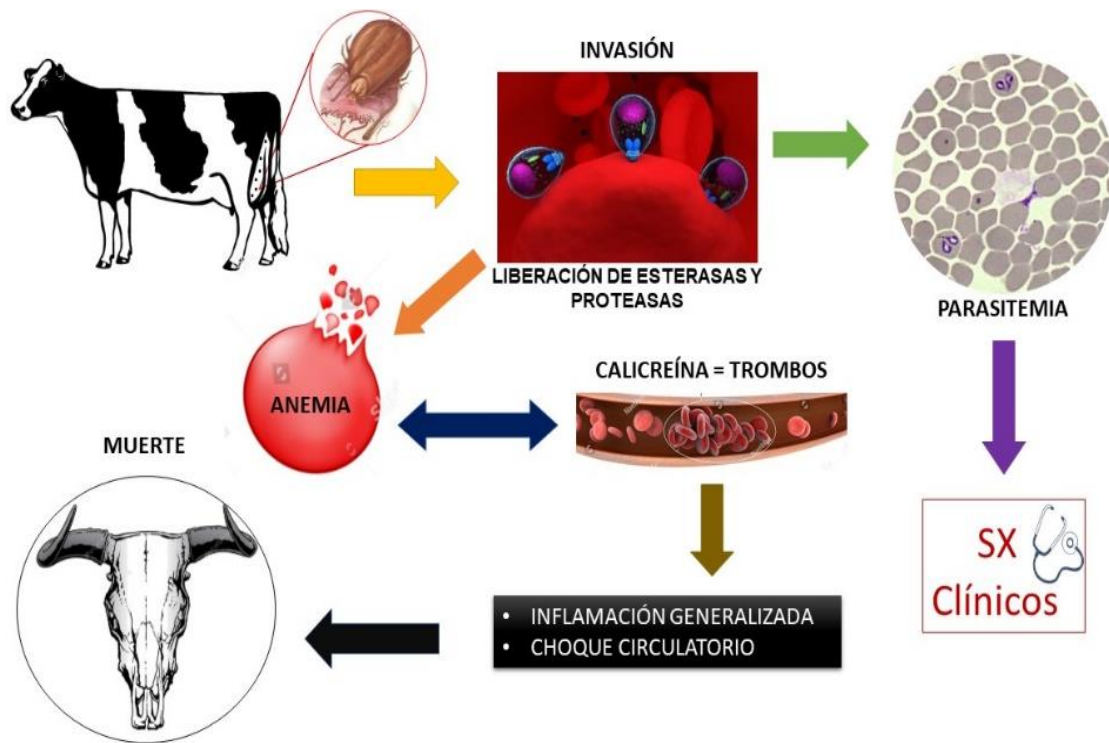 INVASIÓN
LIBERACIÓN DE ESTERASAS Y
PROTEASAS
PARASITEMIA
ANEMIA
CALICREÍNA = TROMBOS
MUERTE
• INFLAMACIÓN GENERALIZADA
• CHOQUE CIRCULATORIO
SX
Clínicos